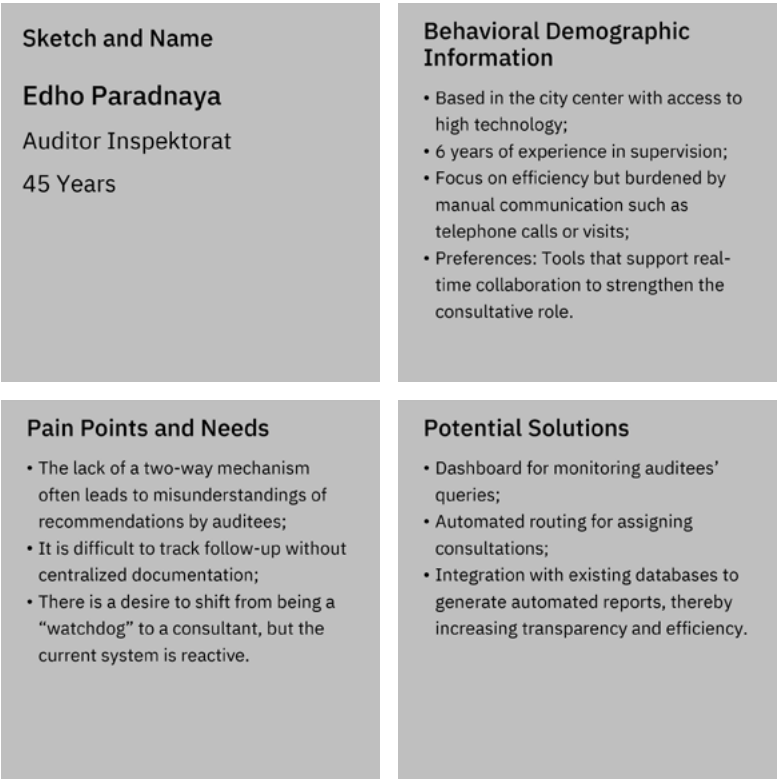 Sketch and Name
Edho Paradnaya
Auditor Inspektorat
45 Years
Behavioral Demographic
Information
• Based in the city center with access to
high technology;
• 6 years of experience in supervision;
• Focus on efficiency but burdened by
manual communication such as
telephone calls or visits;
• Preferences: Tools that support real-
time collaboration to strengthen the
consultative role.
Pain Points and Needs
• The lack of a two-way mechanism
often leads to misunderstandings of
recommendations by auditees;
• It is difficult to track follow-up without
centralized documentation;
• There is a desire to shift from being a
“watchdog” to a consultant, but the
current system is reactive.
Potential Solutions
• Dashboard for monitoring auditees’
queries;
• Automated routing for assigning
consultations;
• Integration with existing databases to
generate automated reports, thereby
increasing transparency and efficiency.